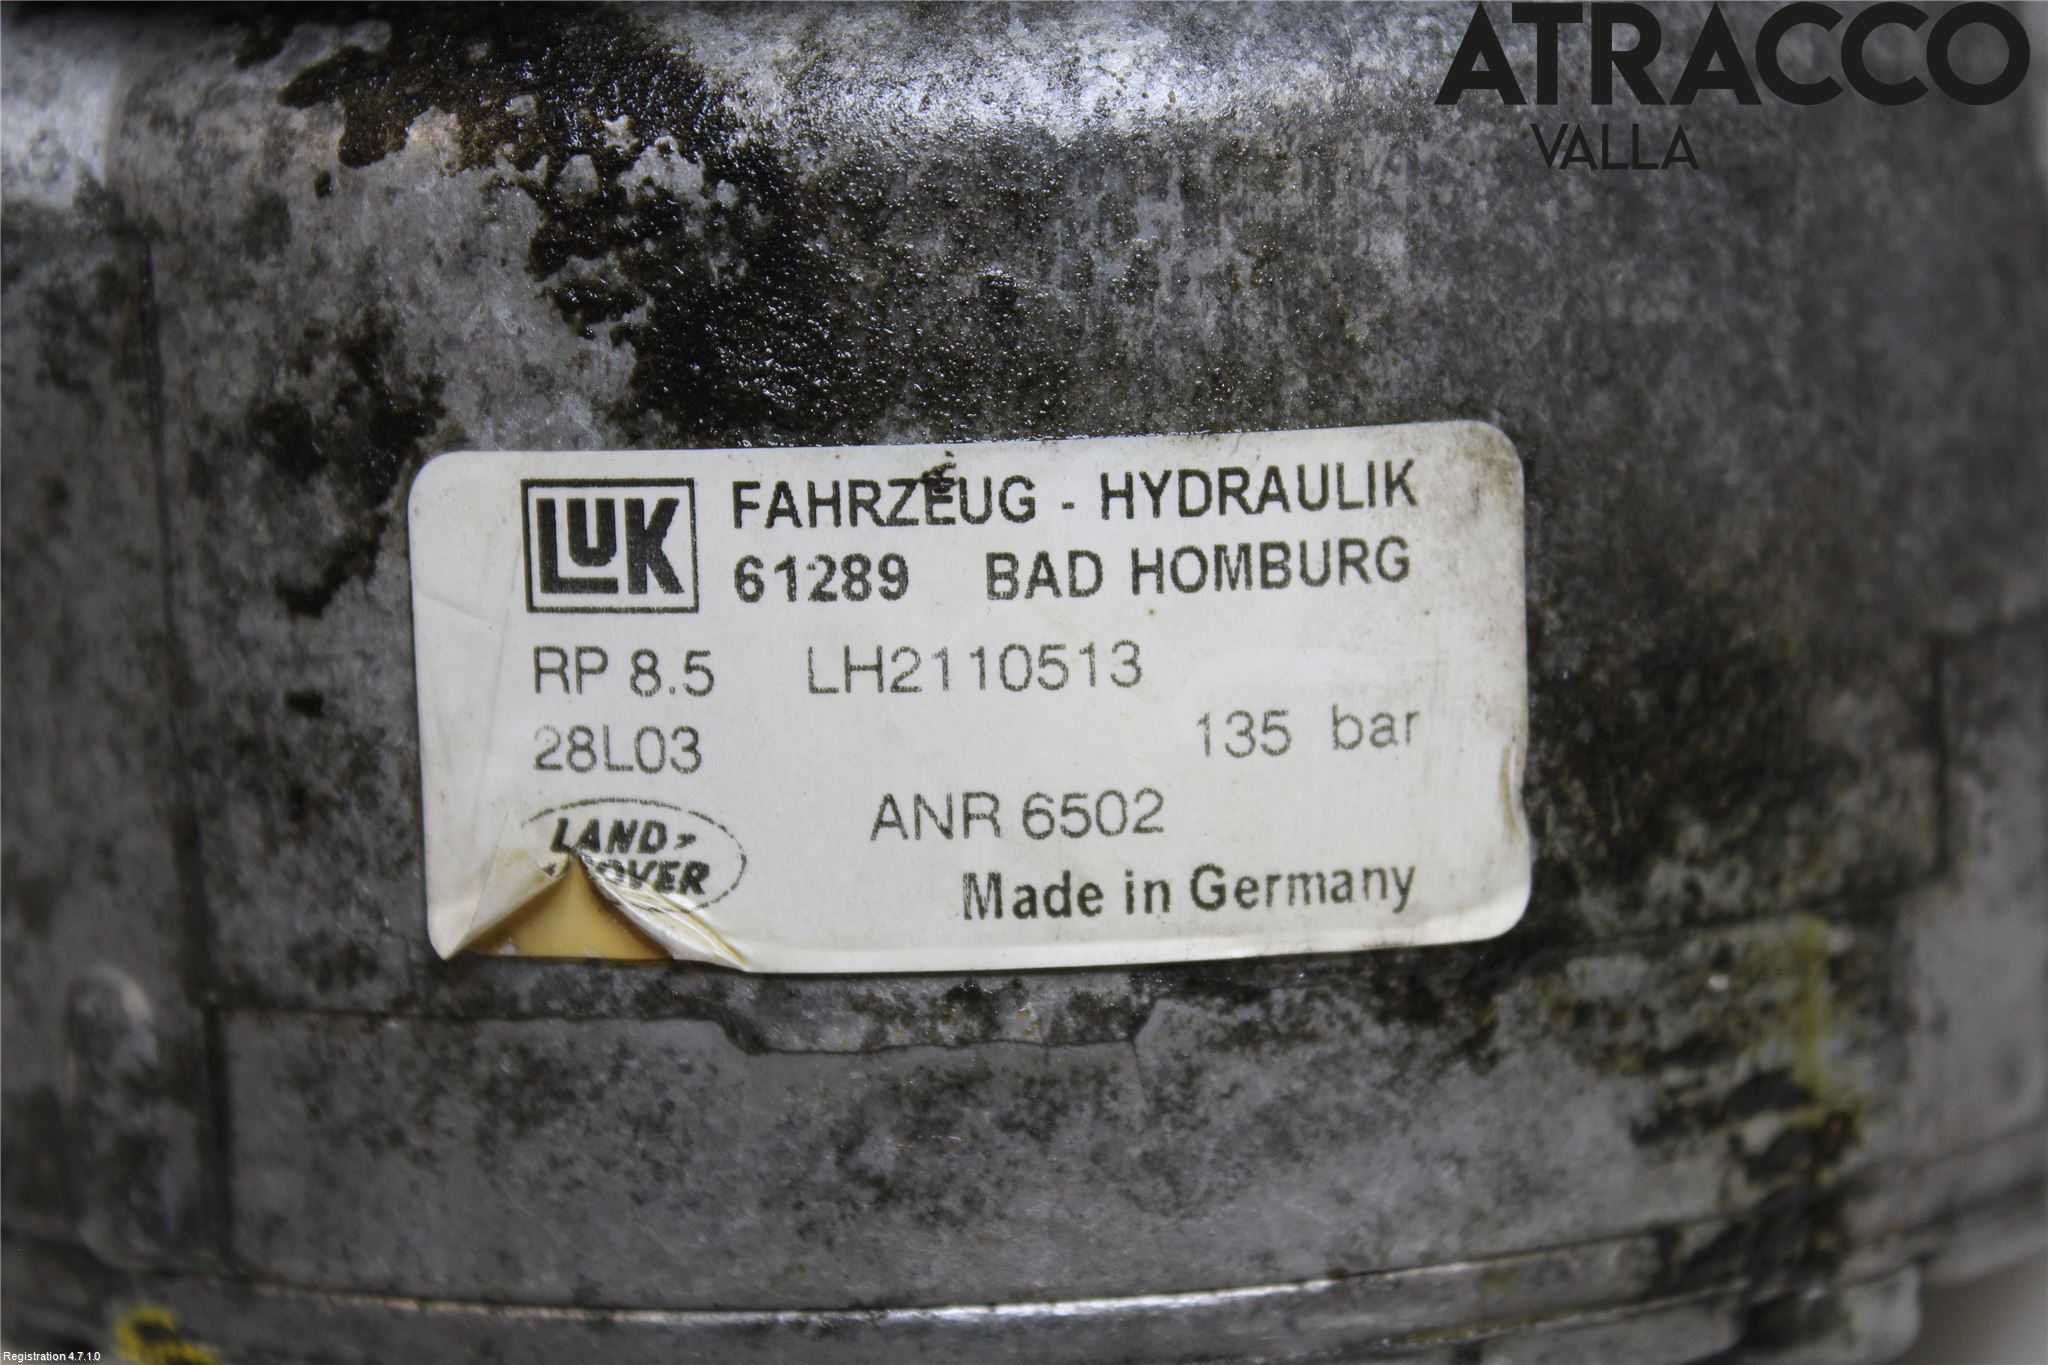 ATRACCO
VALLA
LUK FAHRZEUG - HYDRAULIK
61289 BAD HOMBURG
RP 8.5 LH2110513
28L03 135 bar
ANR 6502
LAND
Made in Germany
Registration 4.7.1.0